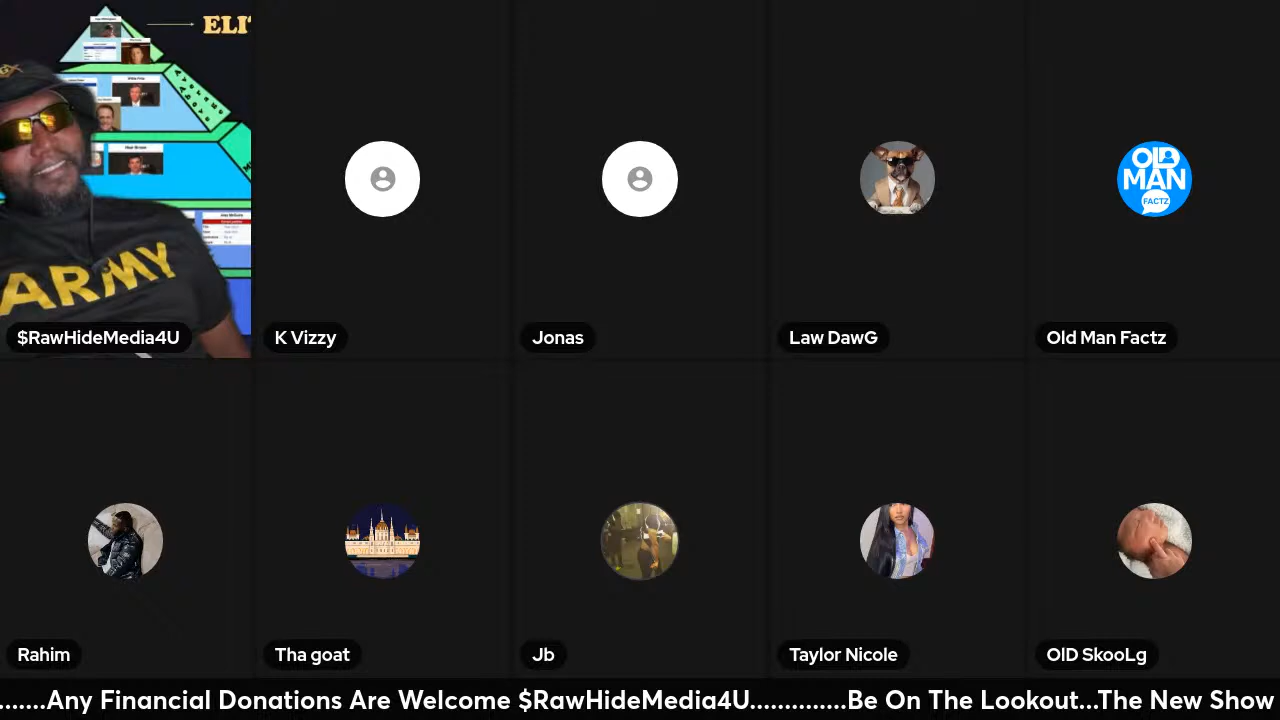 ELI
ARMY
$RawHideMedia4U
K Vizzy
Jonas
Law DawG
OLD
MAN
FACTZ
Old Man Factz
Rahim
Tha goat
Jb
Taylor Nicole
OlD SkooLg
.......Any Financial Donations Are Welcome $RawHideMedia4U..............Be On The Lookout...The New Show